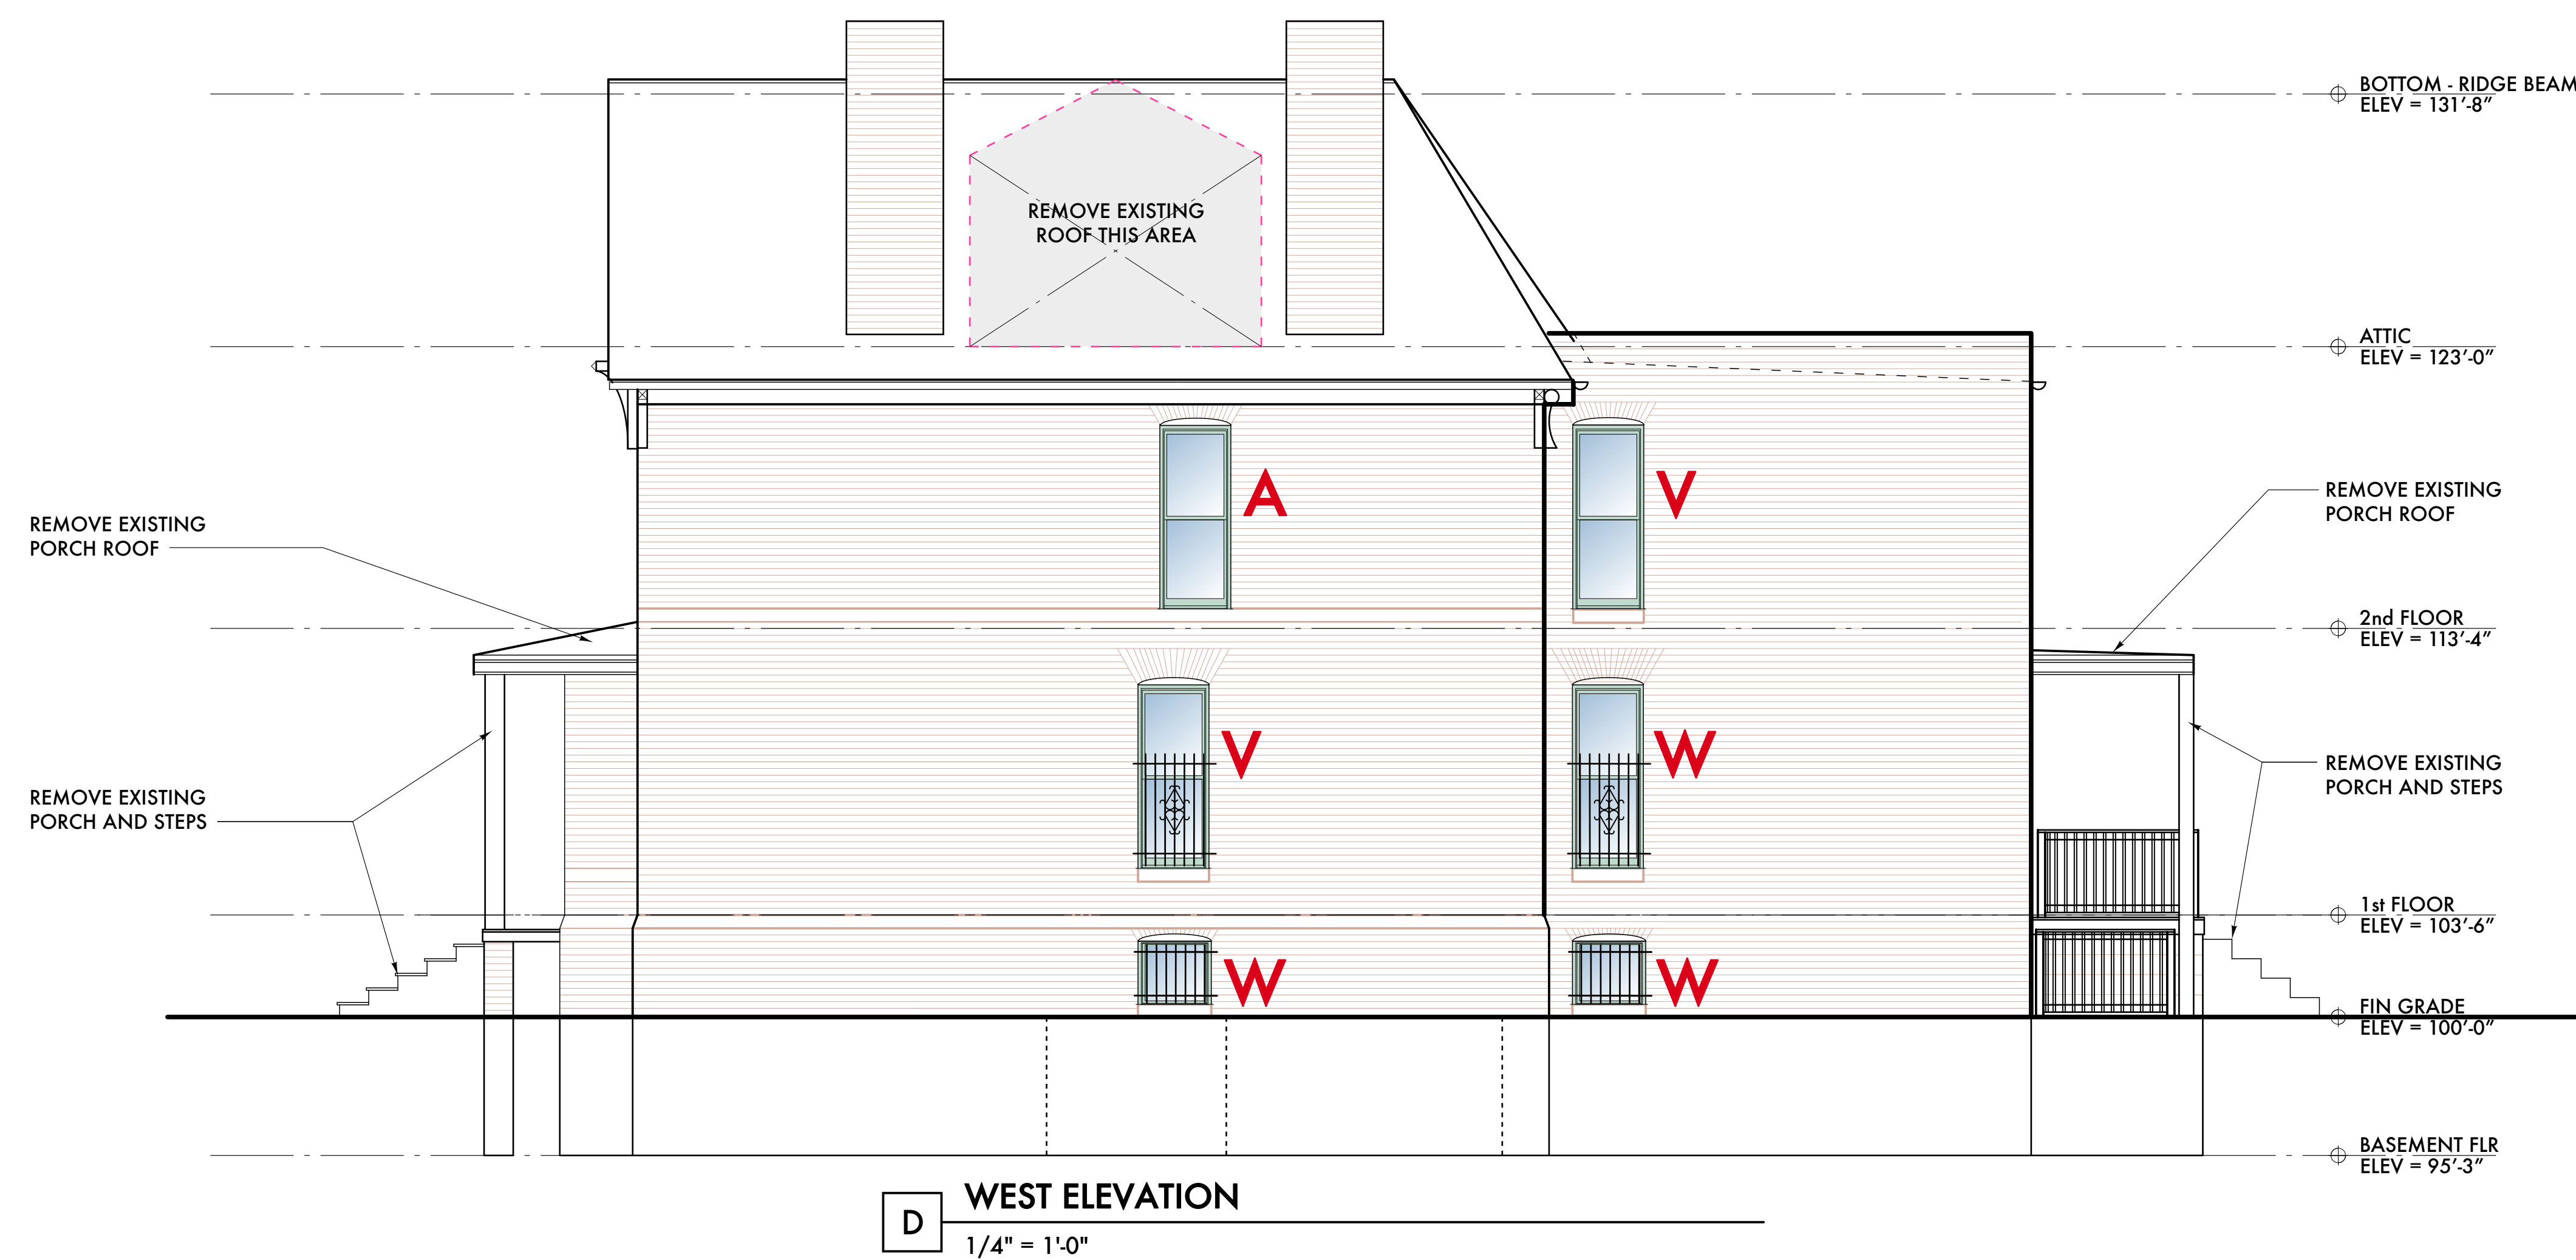 BOTTOM - RIDGE BEAM
ELEV = 131′-8″
REMOVE EXISTING
ROOF THIS AREA
ATTIC
ELEV = 123′-0″
A
V
REMOVE EXISTING
PORCH ROOF
REMOVE EXISTING
PORCH ROOF
2nd FLOOR
ELEV = 113′-4″
V
W
REMOVE EXISTING
PORCH AND STEPS
REMOVE EXISTING
PORCH AND STEPS
1st FLOOR
ELEV = 103′-6″
W
W
FIN GRADE
ELEV = 100′-0″
BASEMENT FLR
ELEV = 95′-3″
D
WEST ELEVATION
1/4" = 1'-0"